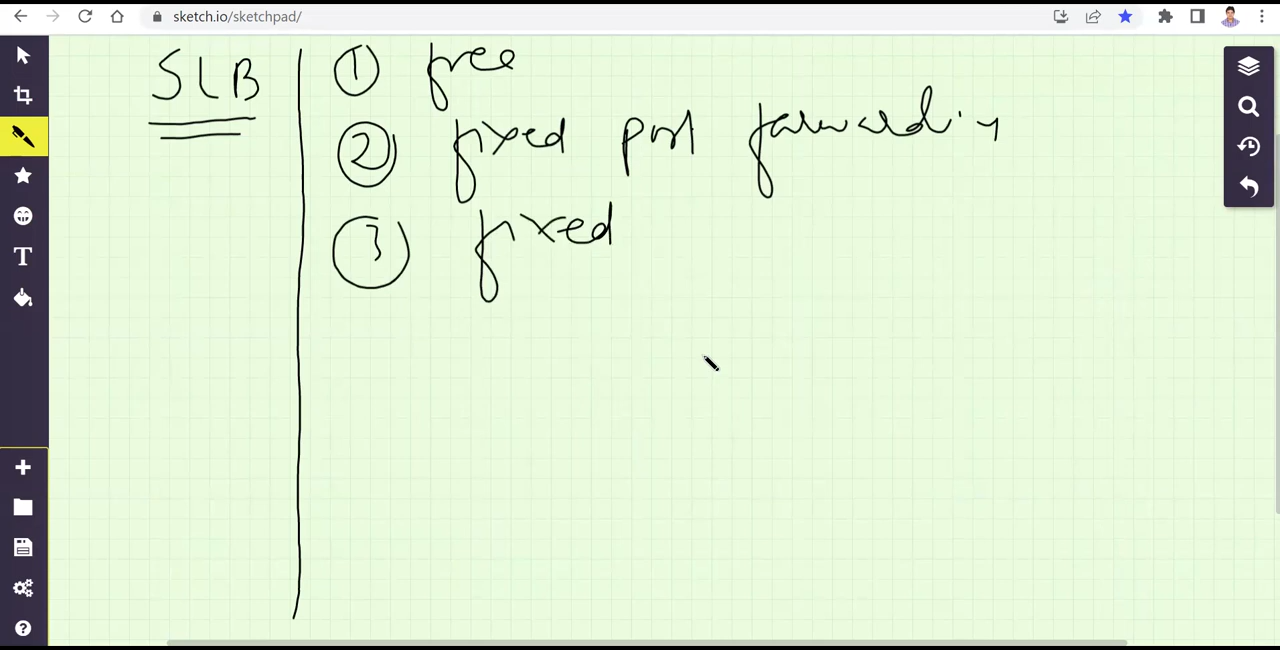 sketch.io/sketchpad/
SLB
1 free
2 fixed port forwarding
3 fixed
T
?